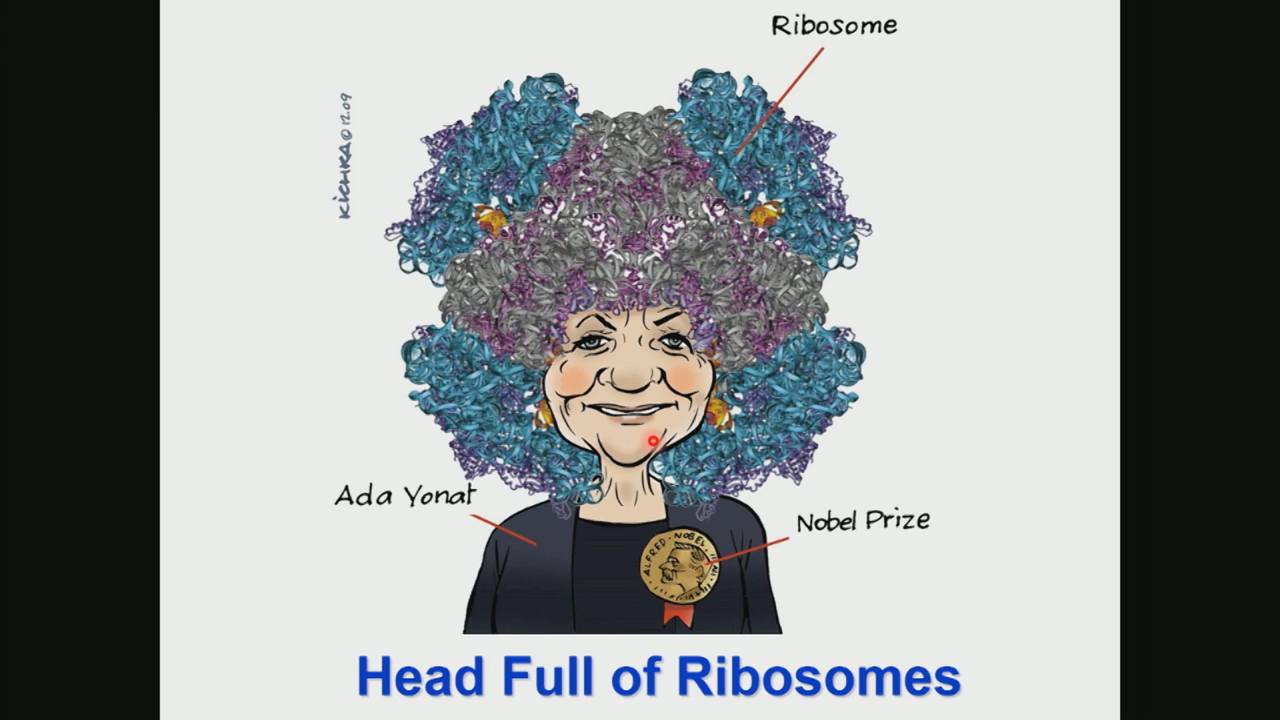 Ribosome
KICHKA © 12.09
Ada Yonat
Nobel Prize
ALFRED·NOBEL
Head Full of Ribosomes